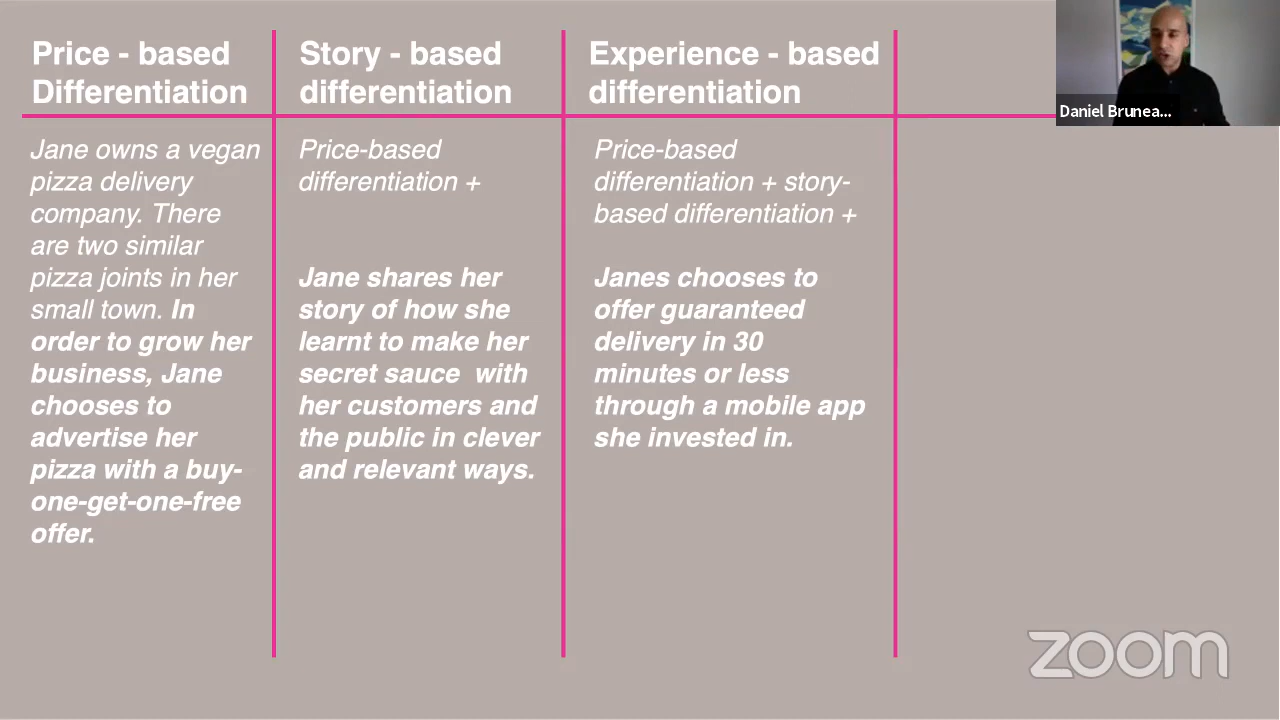 Price - based
Differentiation
Story - based
differentiation
Experience - based
differentiation
Daniel Brunea...
Jane owns a vegan
pizza delivery
company. There
are two similar
pizza joints in her
small town. In
order to grow her
business, Jane
chooses to
advertise her
pizza with a buy-
one-get-one-free
offer.
Price-based
differentiation +
Jane shares her
story of how she
learnt to make her
secret sauce with
her customers and
the public in clever
and relevant ways.
Price-based
differentiation + story-
based differentiation +
Janes chooses to
offer guaranteed
delivery in 30
minutes or less
through a mobile app
she invested in.
zoom